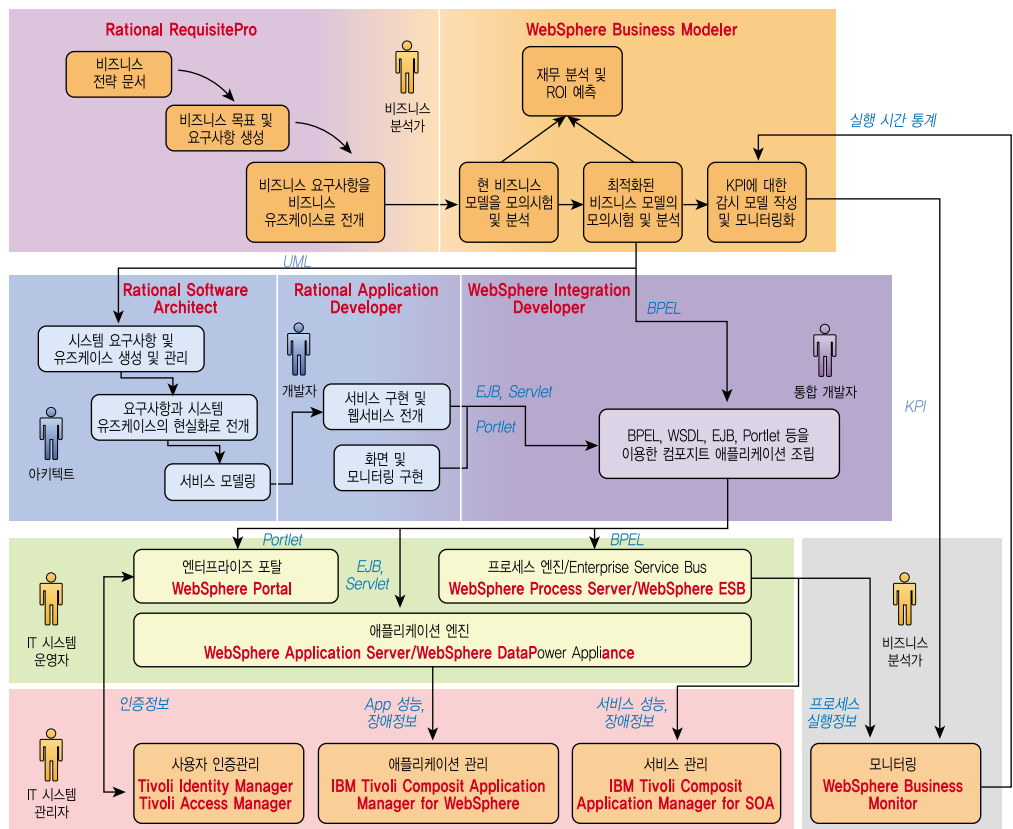 Rational RequisitePro
WebSphere Business Modeler
비즈니스
전략 문서
비즈니스 목표 및
요구사항 생성
비즈니스 요구사항을
비즈니스
유즈케이스로 전개
비즈니스
분석가
재무 분석 및
ROI 예측
현 비즈니스
모델을 모의시험
및 분석
최적화된
비즈니스 모델의
모의시험 및 분석
KPI에 대한
감시 모델 작성
및 모니터링화
실행 시간 통계
UML
Rational Software
Architect
Rational Application
Developer
WebSphere Integration
Developer
BPEL
시스템 요구사항 및
유즈케이스 생성 및 관리
요구사항과 시스템
유즈케이스의 현실화로 전개
서비스 모델링
아키텍트
개발자
서비스 구현 및
웹서비스 전개
화면 및
모니터링 구현
EJB, Servlet
Portlet
통합 개발자
BPEL, WSDL, EJB, Portlet 등을
이용한 컴포지트 애플리케이션 조립
KPI
Portlet
EJB,
Servlet
BPEL
IT 시스템
운영자
엔터프라이즈 포탈
WebSphere Portal
프로세스 엔진/Enterprise Service Bus
WebSphere Process Server/WebSphere ESB
애플리케이션 엔진
WebSphere Application Server/WebSphere DataPower Appliance
비즈니스
분석가
인증정보
App 성능,
장애정보
서비스 성능,
장애정보
프로세스
실행정보
IT 시스템
관리자
사용자 인증관리
Tivoli Identity Manager
Tivoli Access Manager
애플리케이션 관리
IBM Tivoli Composit Application
Manager for WebSphere
서비스 관리
IBM Tivoli Composit
Application Manager for SOA
모니터링
WebSphere Business
Monitor